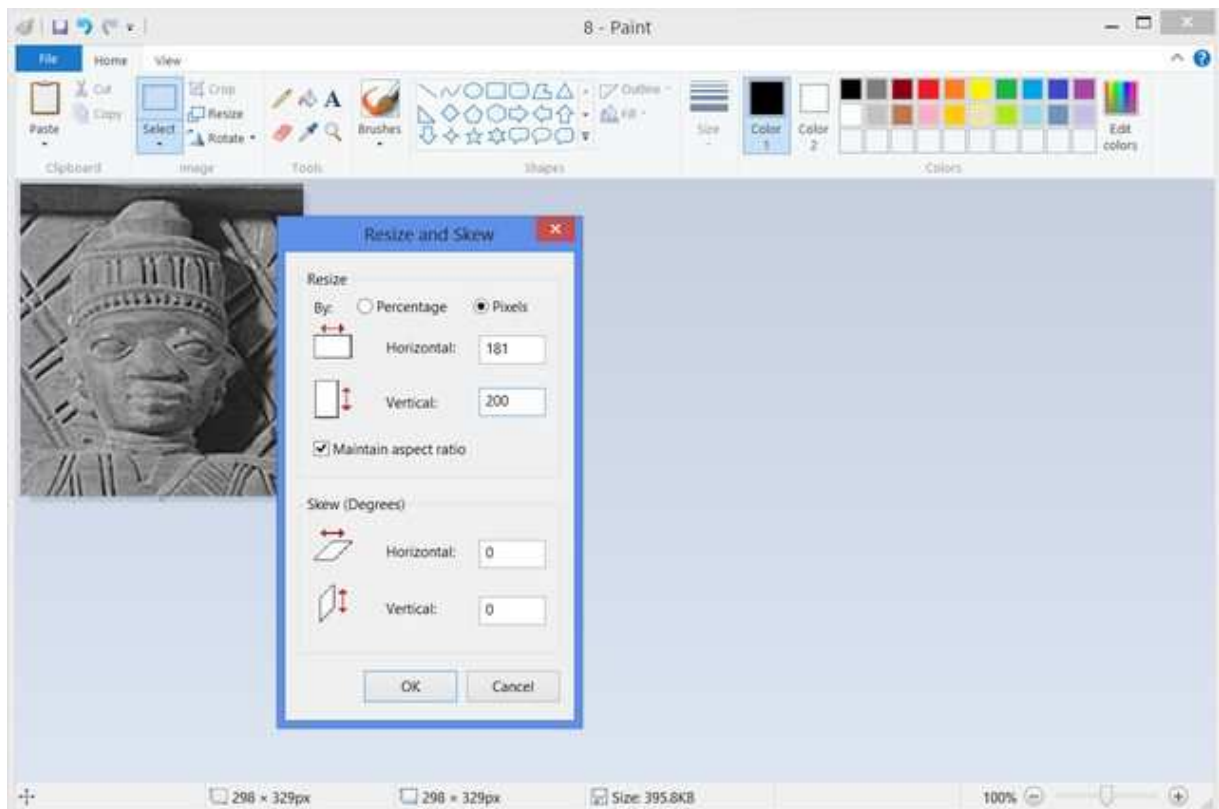 8 - Paint
File Home View
Paste
Cut
Copy
Clipboard
Select
Crop
Resize
Rotate
Image
A
Tools
Brushes
Outline
Fill
Shapes
Size
Color 1
Color 2
Edit colors
Colors
Resize and Skew
Resize
By: Percentage Pixels
Horizontal: 181
Vertical: 200
Maintain aspect ratio
Skew (Degrees)
Horizontal: 0
Vertical: 0
OK Cancel
298 × 329px 298 × 329px Size: 395.8KB 100%